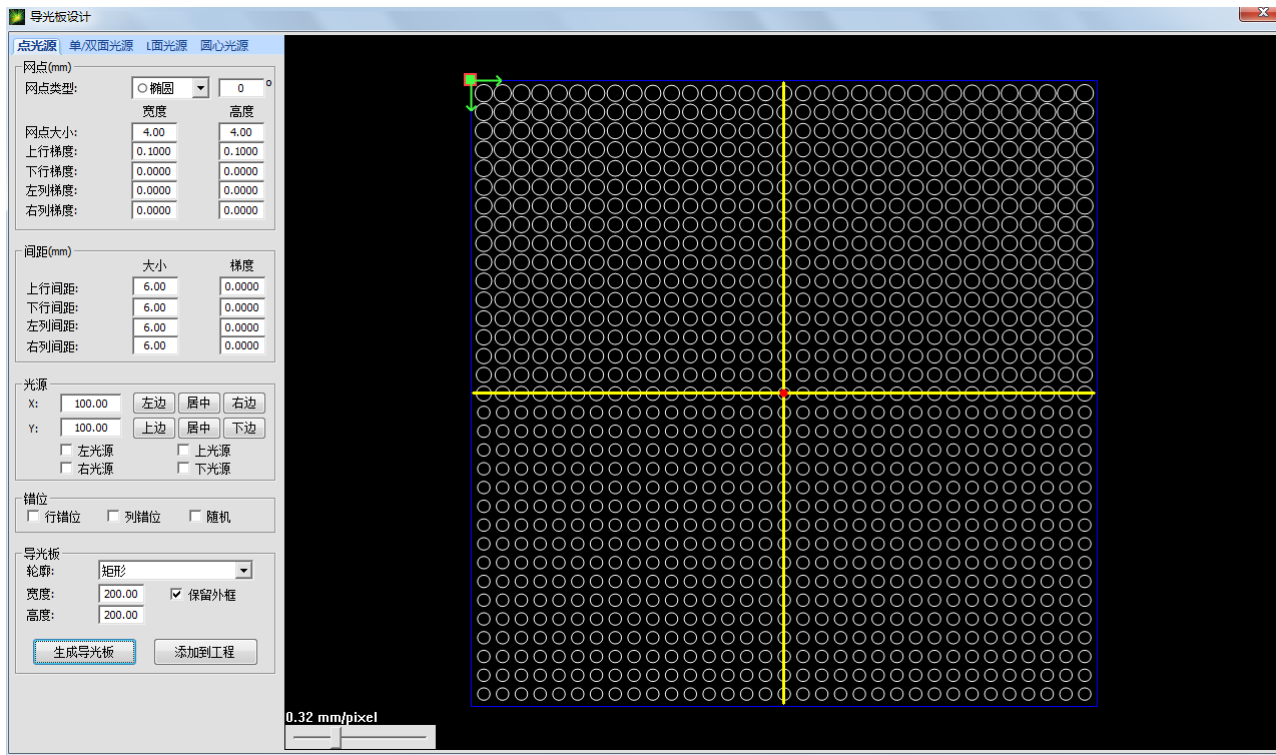 导光板设计
点光源 单/双面光源 L面光源 圆心光源
网点(mm)
网点类型: 椭圆 0 °
宽度 高度
网点大小: 4.00 4.00
上行梯度: 0.1000 0.1000
下行梯度: 0.0000 0.0000
左列梯度: 0.0000 0.0000
右列梯度: 0.0000 0.0000
间距(mm)
大小 梯度
上行间距: 6.00 0.0000
下行间距: 6.00 0.0000
左列间距: 6.00 0.0000
右列间距: 6.00 0.0000
光源
X: 100.00 左边 居中 右边
Y: 100.00 上边 居中 下边
左光源 上光源
右光源 下光源
错位
行错位 列错位 随机
导光板
轮廓: 矩形
宽度: 200.00 保留外框
高度: 200.00
生成导光板 添加到工程
0.32 mm/pixel